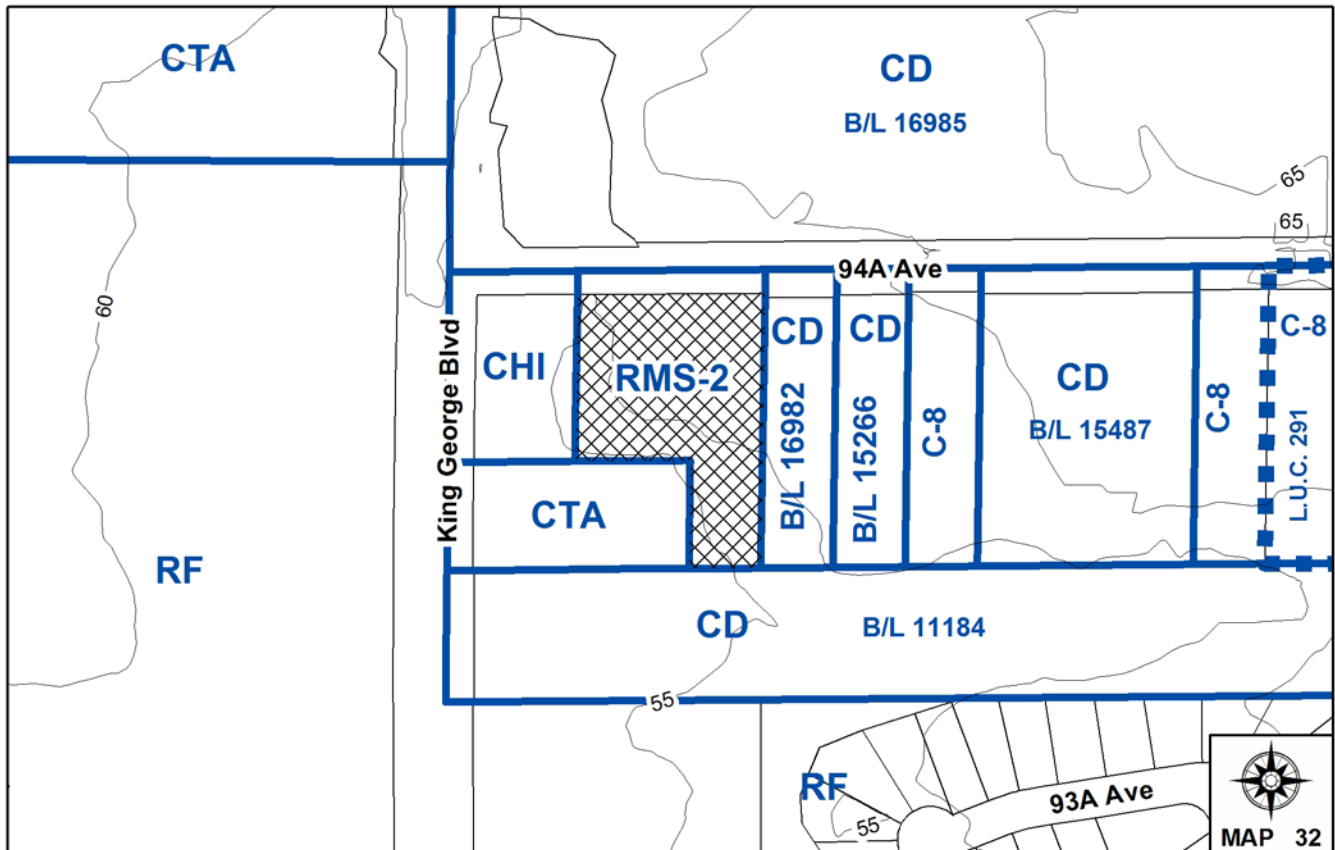 CTA
CD
B/L 16985
65
65
60
94A Ave
King George Blvd
CHI
RMS-2
CD
B/L 16982
CD
B/L 15266
C-8
CD
B/L 15487
C-8
C-8
L.U.C. 291
CTA
RF
CD
B/L 11184
55
RF
55
93A Ave
MAP 32